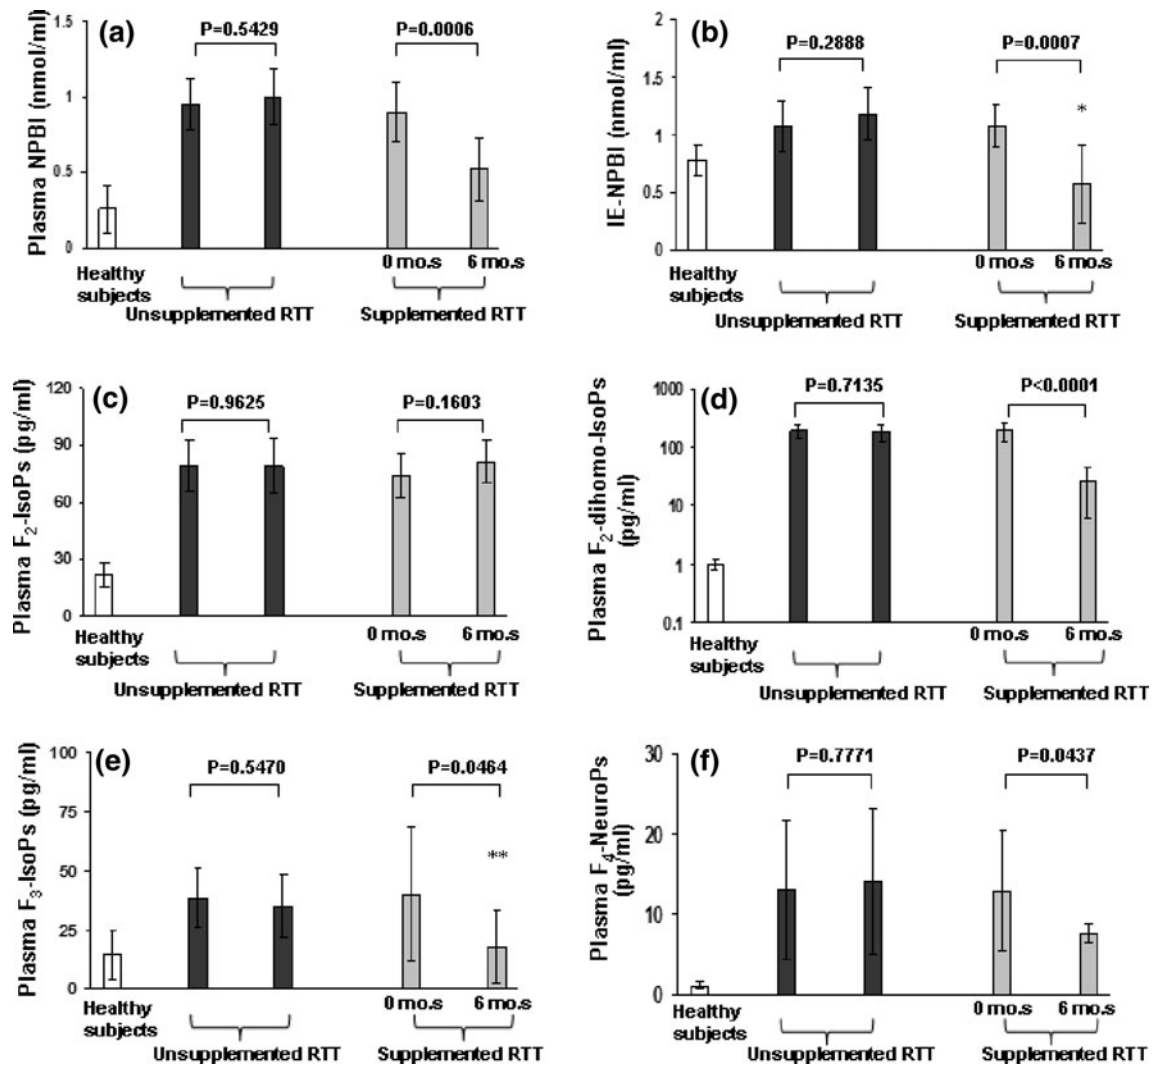 (a)
P=0.5429
P=0.0006
Plasma NPBI (nmol/ml)
1.5
1
0.5
0
0 mo.s
6 mo.s
Healthy
subjects
Unsupplemented RTT
Supplemented RTT
(b)
P=0.2888
P=0.0007
IE-NPBI (nmol/ml)
2
1.5
1
0.5
0
*
0 mo.s
6 mo.s
Healthy
subjects
Unsupplemented RTT
Supplemented RTT
(c)
P=0.9625
P=0.1603
Plasma F2-IsoPs (pg/ml)
120
90
60
30
0
0 mo.s
6 mo.s
Healthy
subjects
Unsupplemented RTT
Supplemented RTT
(d)
P=0.7135
P<0.0001
Plasma F2-dihomo-IsoPs
(pg/ml)
1000
100
10
1
0.1
0 mo.s
6 mo.s
Healthy
subjects
Unsupplemented RTT
Supplemented RTT
(e)
P=0.5470
P=0.0464
Plasma F3-IsoPs (pg/ml)
100
75
50
25
0
**
0 mo.s
6 mo.s
Healthy
subjects
Unsupplemented RTT
Supplemented RTT
(f)
P=0.7771
P=0.0437
Plasma F4-NeuroPs
(pg/ml)
30
20
10
0
0 mo.s
6 mo.s
Healthy
subjects
Unsupplemented RTT
Supplemented RTT